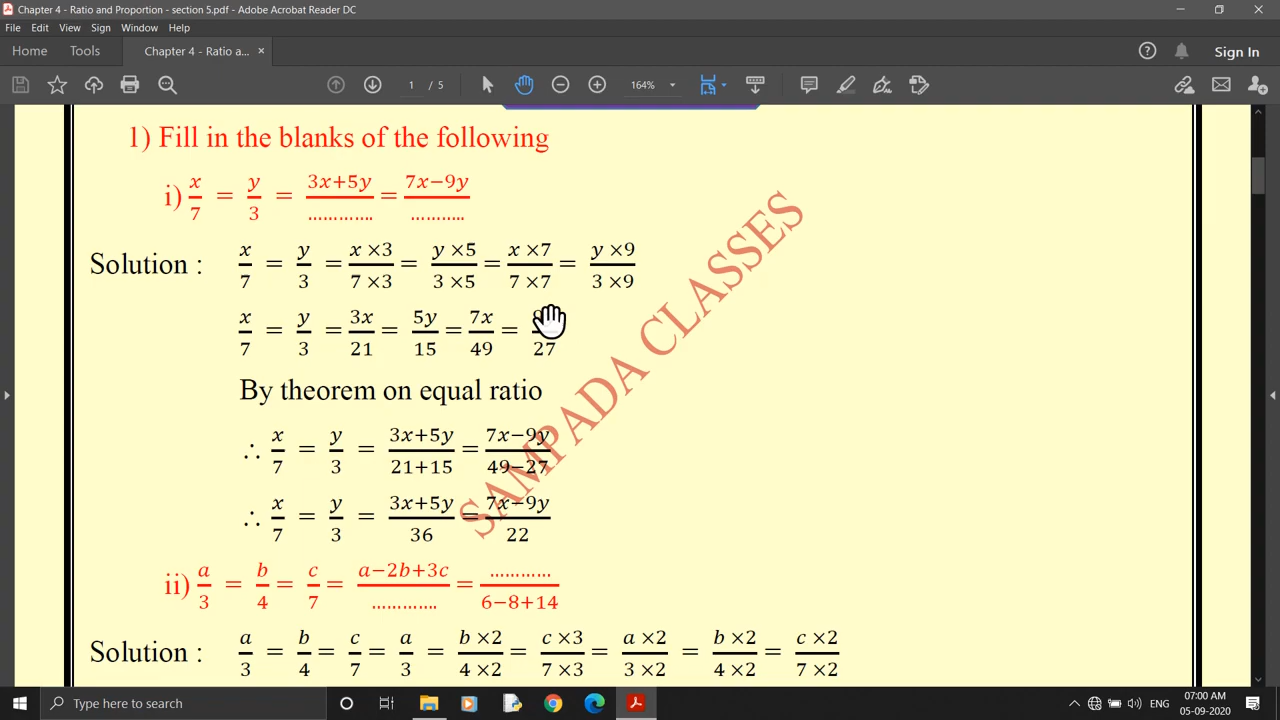 Chapter 4 - Ratio and Proportion - section 5.pdf - Adobe Acrobat Reader DC
File Edit View Sign Window Help
Home Tools Chapter 4 - Ratio a... × Sign In
1 / 5 164%
1) Fill in the blanks of the following
i) x/7 = y/3 = 3x+5y/............. = 7x−9y/...........
Solution : x/7 = y/3 = x ×3/7 ×3 = y ×5/3 ×5 = x ×7/7 ×7 = y ×9/3 ×9
x/7 = y/3 = 3x/21 = 5y/15 = 7x/49 = /27
By theorem on equal ratio
∴ x/7 = y/3 = 3x+5y/21+15 = 7x−9y/49−27
∴ x/7 = y/3 = 3x+5y/36 = 7x−9y/22
ii) a/3 = b/4 = c/7 = a−2b+3c/............. = ............/6−8+14
Solution : a/3 = b/4 = c/7 = a/3 = b ×2/4 ×2 = c ×3/7 ×3 = a ×2/3 ×2 = b ×2/4 ×2 = c ×2/7 ×2
SAMPADA CLASSES
Type here to search
ENG
07:00 AM
05-09-2020